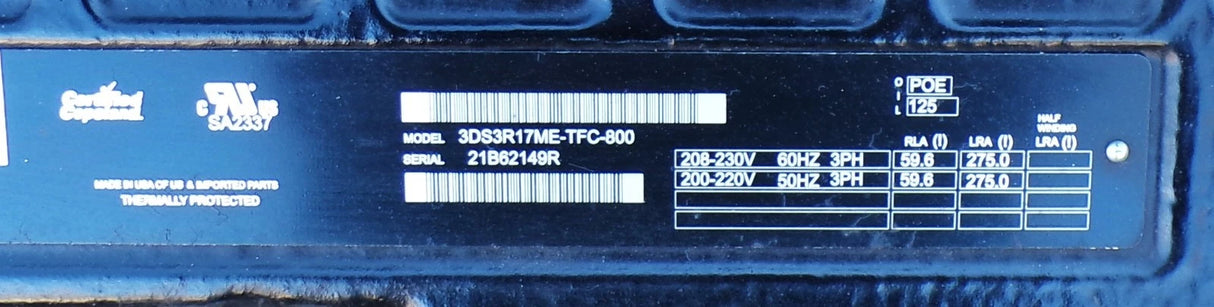 Certified
Copeland
C UL US
SA2337
MADE IN USA OF US & IMPORTED PARTS
THERMALLY PROTECTED
MODEL 3DS3R17ME-TFC-800
SERIAL 21B62149R
OIL POE
125
HALF
WINDING
RLA (I) LRA (I) LRA (I)
208-230V 60HZ 3PH 59.6 275.0
200-220V 50HZ 3PH 59.6 275.0